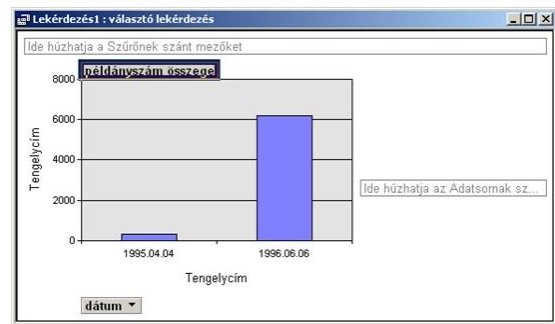 Lekérdezés1 : választó lekérdezés
Ide húzhatja a Szűrőnek szánt mezőket
példányszám összege
8000
6000
4000
2000
0
Tengelycím
Ide húzhatja az Adatsornak sz...
1995.04.04
1996.06.06
Tengelycím
dátum